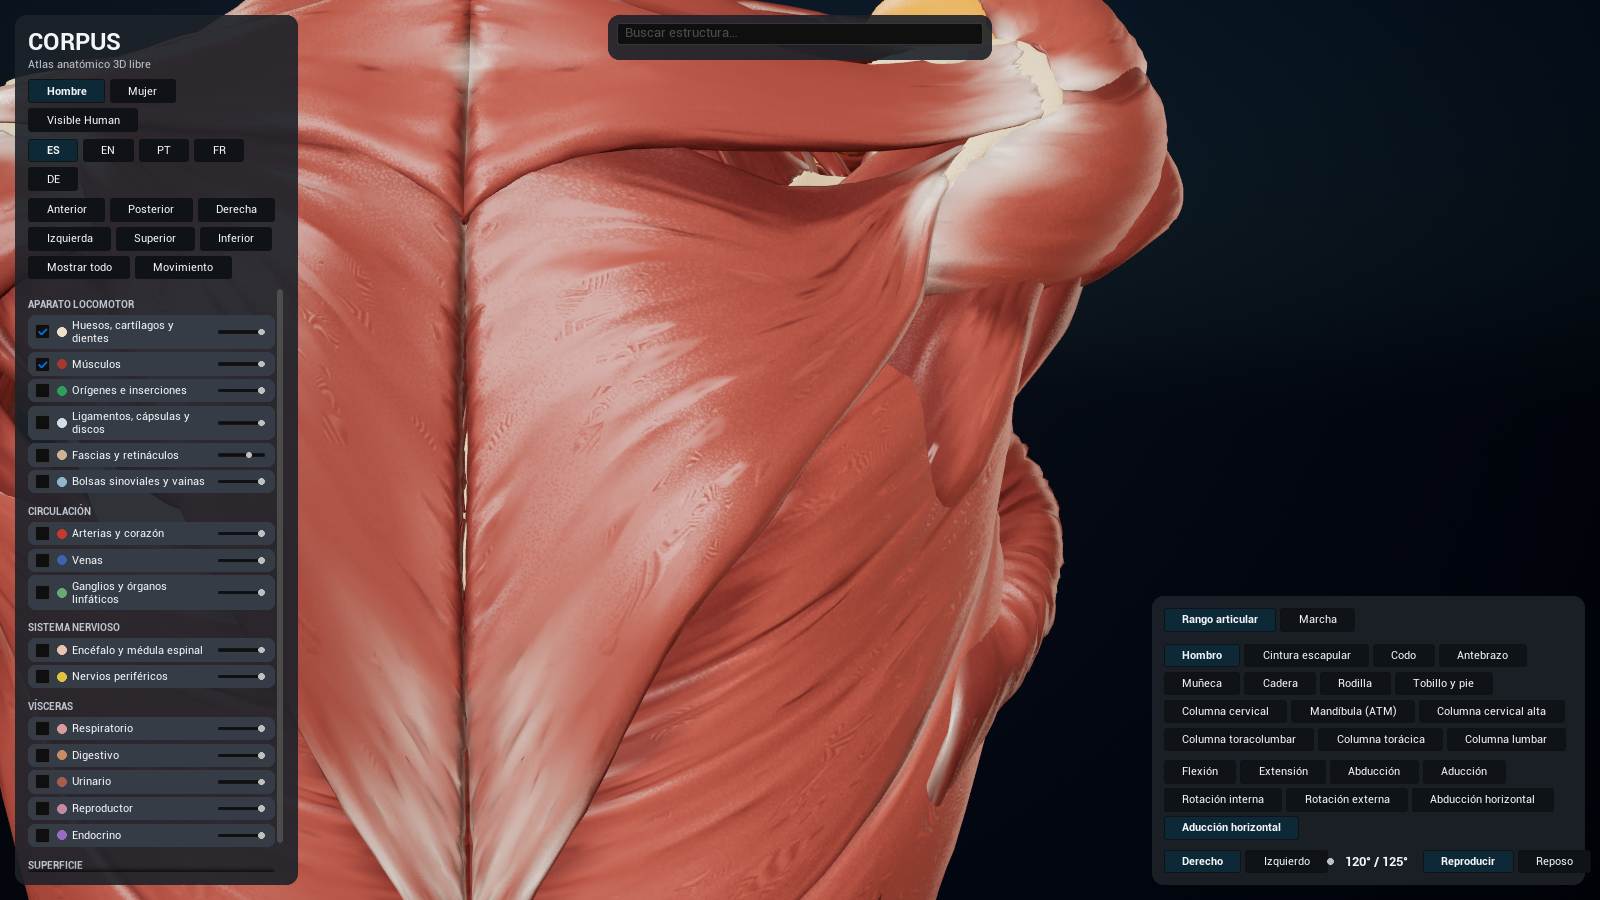 CORPUS
Atlas anatómico 3D libre
Hombre Mujer
Visible Human
ES EN PT FR
DE
Anterior Posterior Derecha
Izquierda Superior Inferior
Mostrar todo Movimiento
APARATO LOCOMOTOR
Huesos, cartílagos y
dientes
Músculos
Orígenes e inserciones
Ligamentos, cápsulas y
discos
Fascias y retináculos
Bolsas sinoviales y vainas
CIRCULACIÓN
Arterias y corazón
Venas
Ganglios y órganos
linfáticos
SISTEMA NERVIOSO
Encéfalo y médula espinal
Nervios periféricos
VÍSCERAS
Respiratorio
Digestivo
Urinario
Reproductor
Endocrino
SUPERFICIE
Buscar estructura...
Rango articular Marcha
Hombro Cintura escapular Codo Antebrazo
Muñeca Cadera Rodilla Tobillo y pie
Columna cervical Mandíbula (ATM) Columna cervical alta
Columna toracolumbar Columna torácica Columna lumbar
Flexión Extensión Abducción Aducción
Rotación interna Rotación externa Abducción horizontal
Aducción horizontal
Derecho Izquierdo 120° / 125° Reproducir Reposo